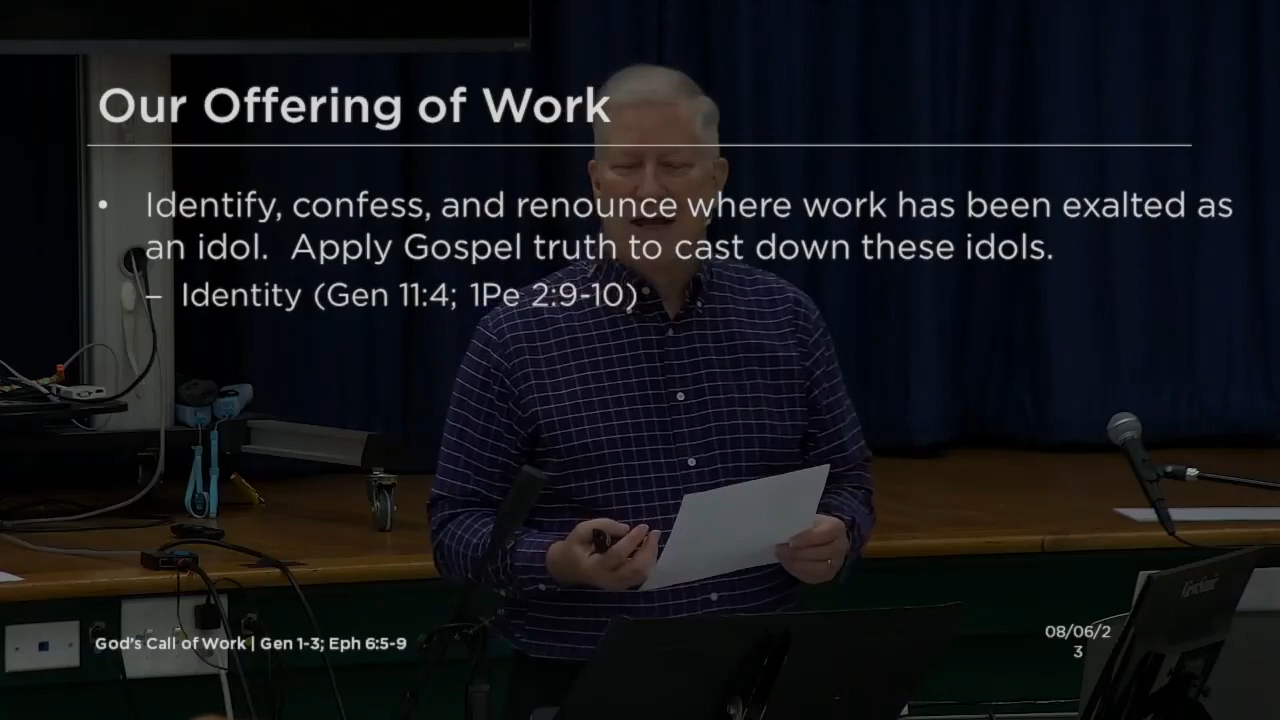 Our Offering of Work
• Identify, confess, and renounce where work has been exalted as
an idol.  Apply Gospel truth to cast down these idols.
– Identity (Gen 11:4; 1Pe 2:9-10)
God's Call of Work | Gen 1-3; Eph 6:5-9
08/06/2
3